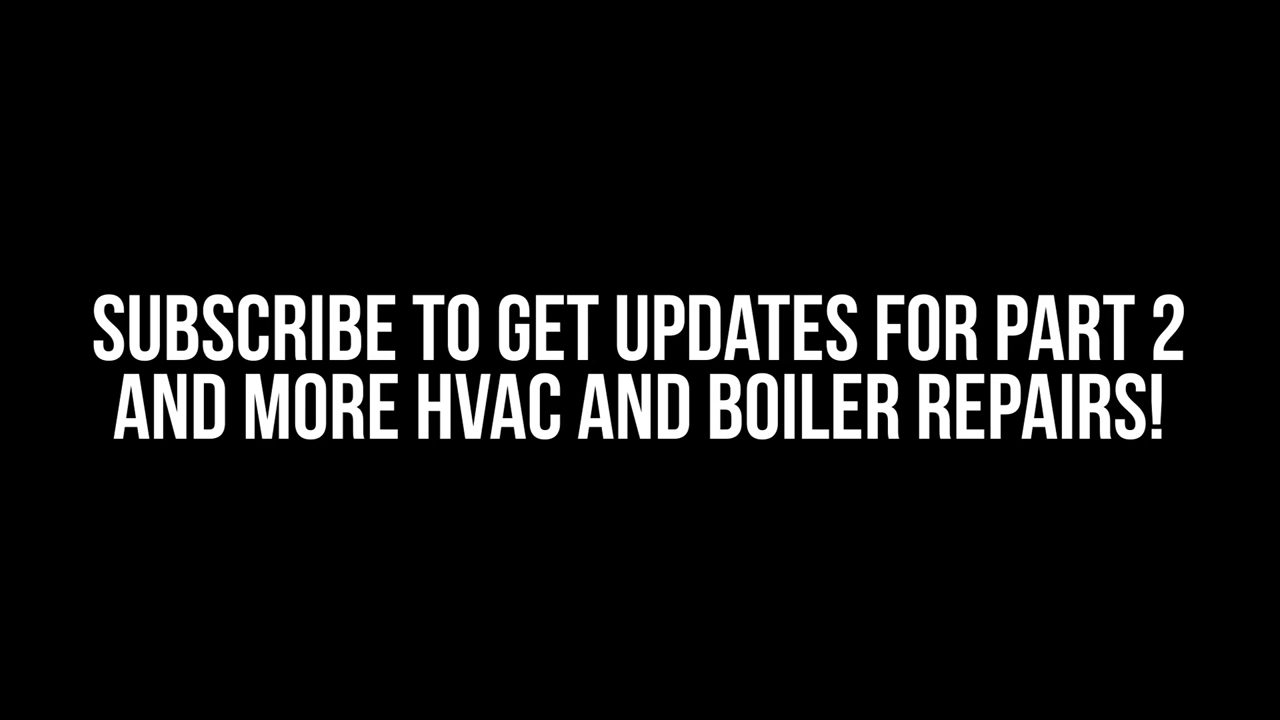 SUBSCRIBE TO GET UPDATES FOR PART 2
AND MORE HVAC AND BOILER REPAIRS!